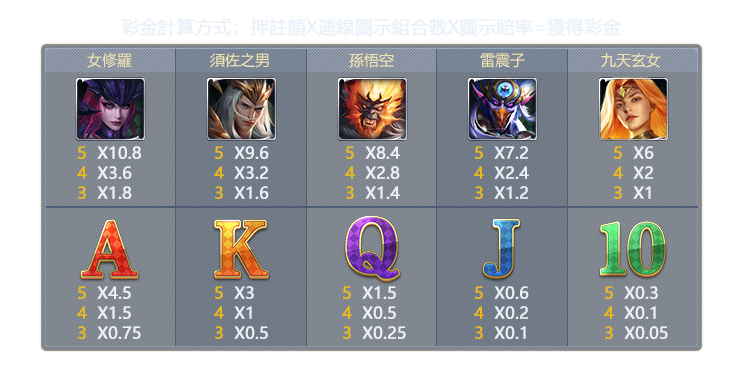 彩金計算方式：押註額X連線圖示組合數X圖示賠率=獲得彩金
女修羅 須佐之男 孫悟空 雷震子 九天玄女
5 X10.8 5 X9.6 5 X8.4 5 X7.2 5 X6
4 X3.6 4 X3.2 4 X2.8 4 X2.4 4 X2
3 X1.8 3 X1.6 3 X1.4 3 X1.2 3 X1
A K Q J 10
5 X4.5 5 X3 5 X1.5 5 X0.6 5 X0.3
4 X1.5 4 X1 4 X0.5 4 X0.2 4 X0.1
3 X0.75 3 X0.5 3 X0.25 3 X0.1 3 X0.05